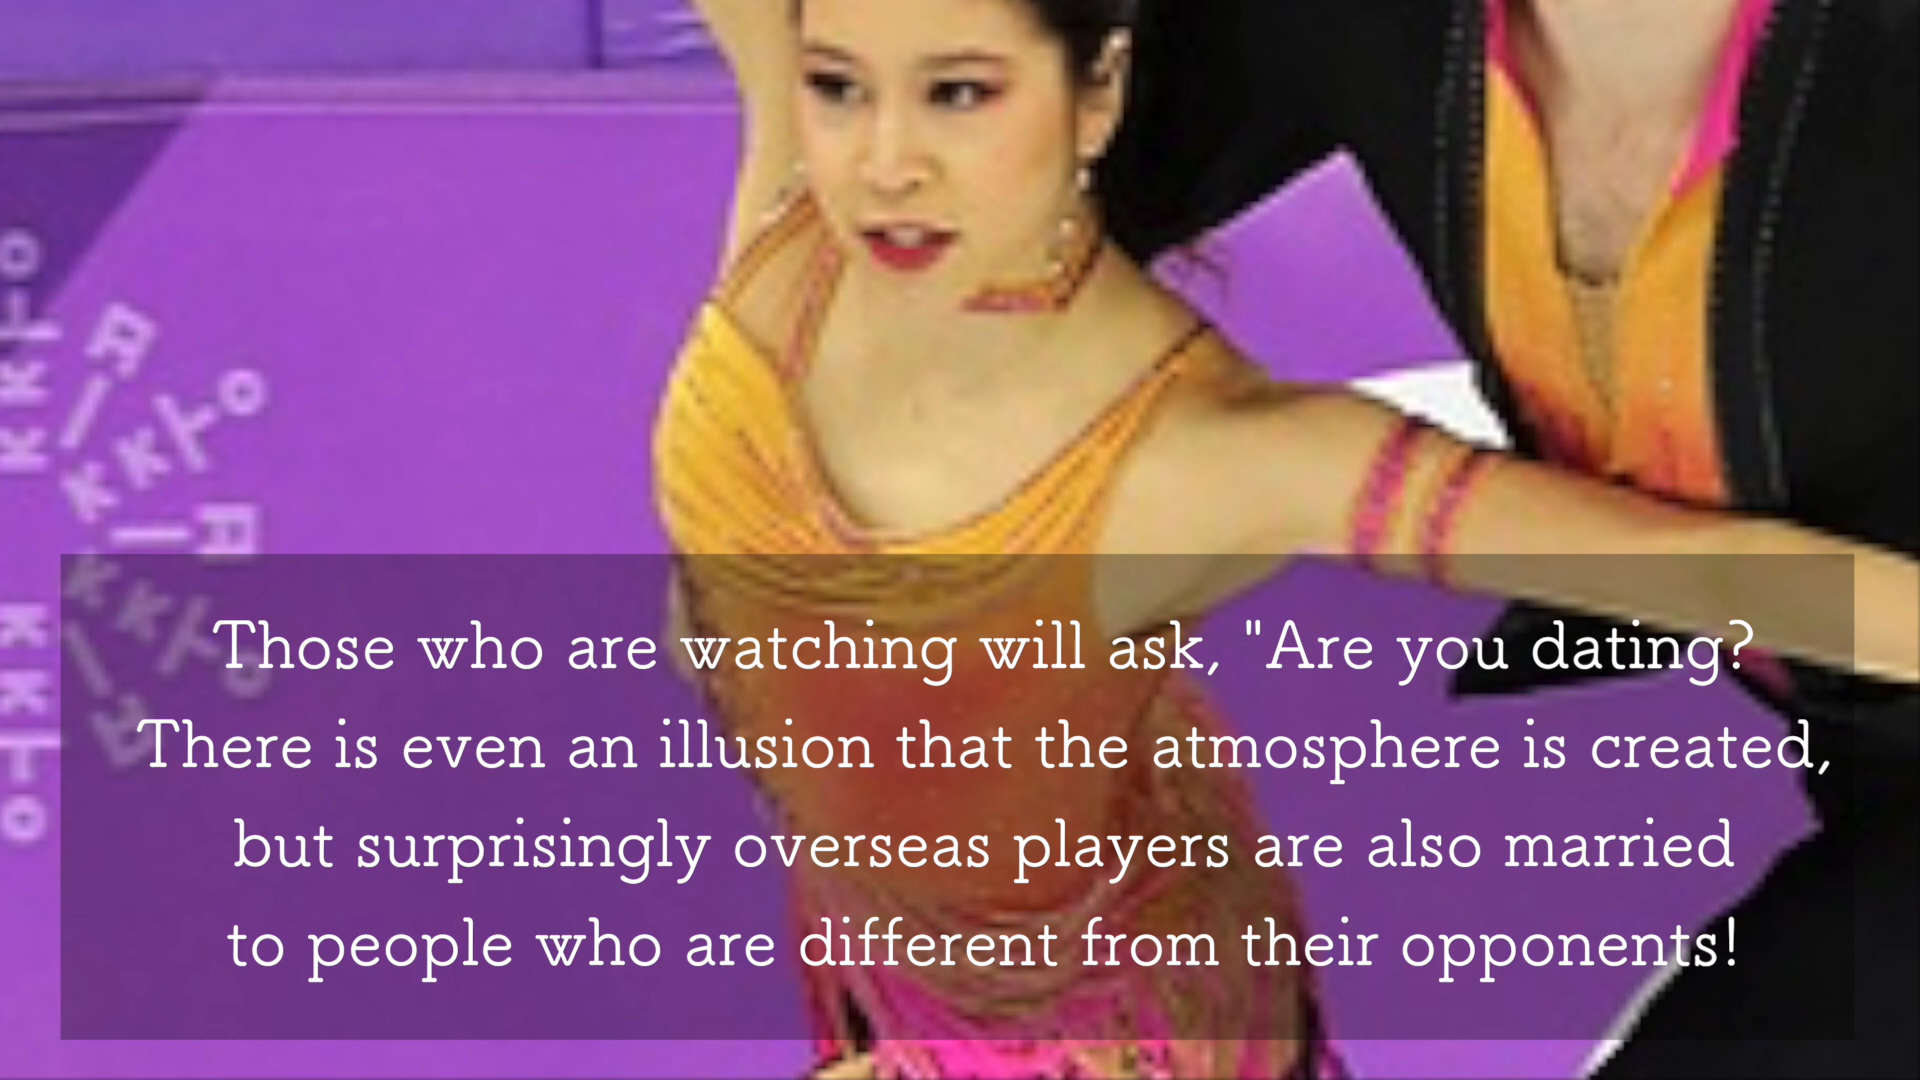 Those who are watching will ask, "Are you dating?
There is even an illusion that the atmosphere is created,
but surprisingly overseas players are also married
to people who are different from their opponents!